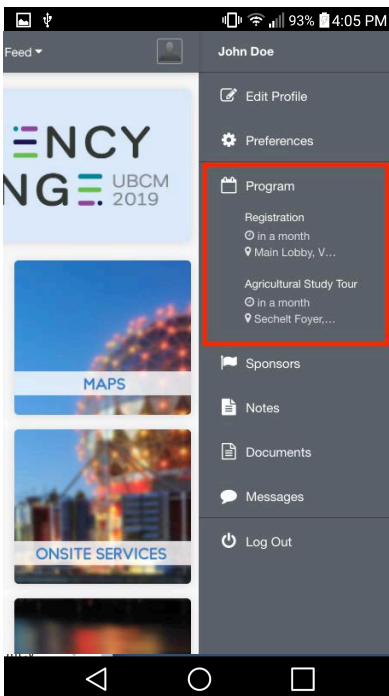 93% 4:05 PM
Feed
John Doe
Edit Profile
Preferences
ENCY
NGE UBCM
2019
Program
Registration
in a month
Main Lobby, V...
Agricultural Study Tour
in a month
Sechelt Foyer,...
MAPS
Sponsors
Notes
Documents
Messages
ONSITE SERVICES
Log Out